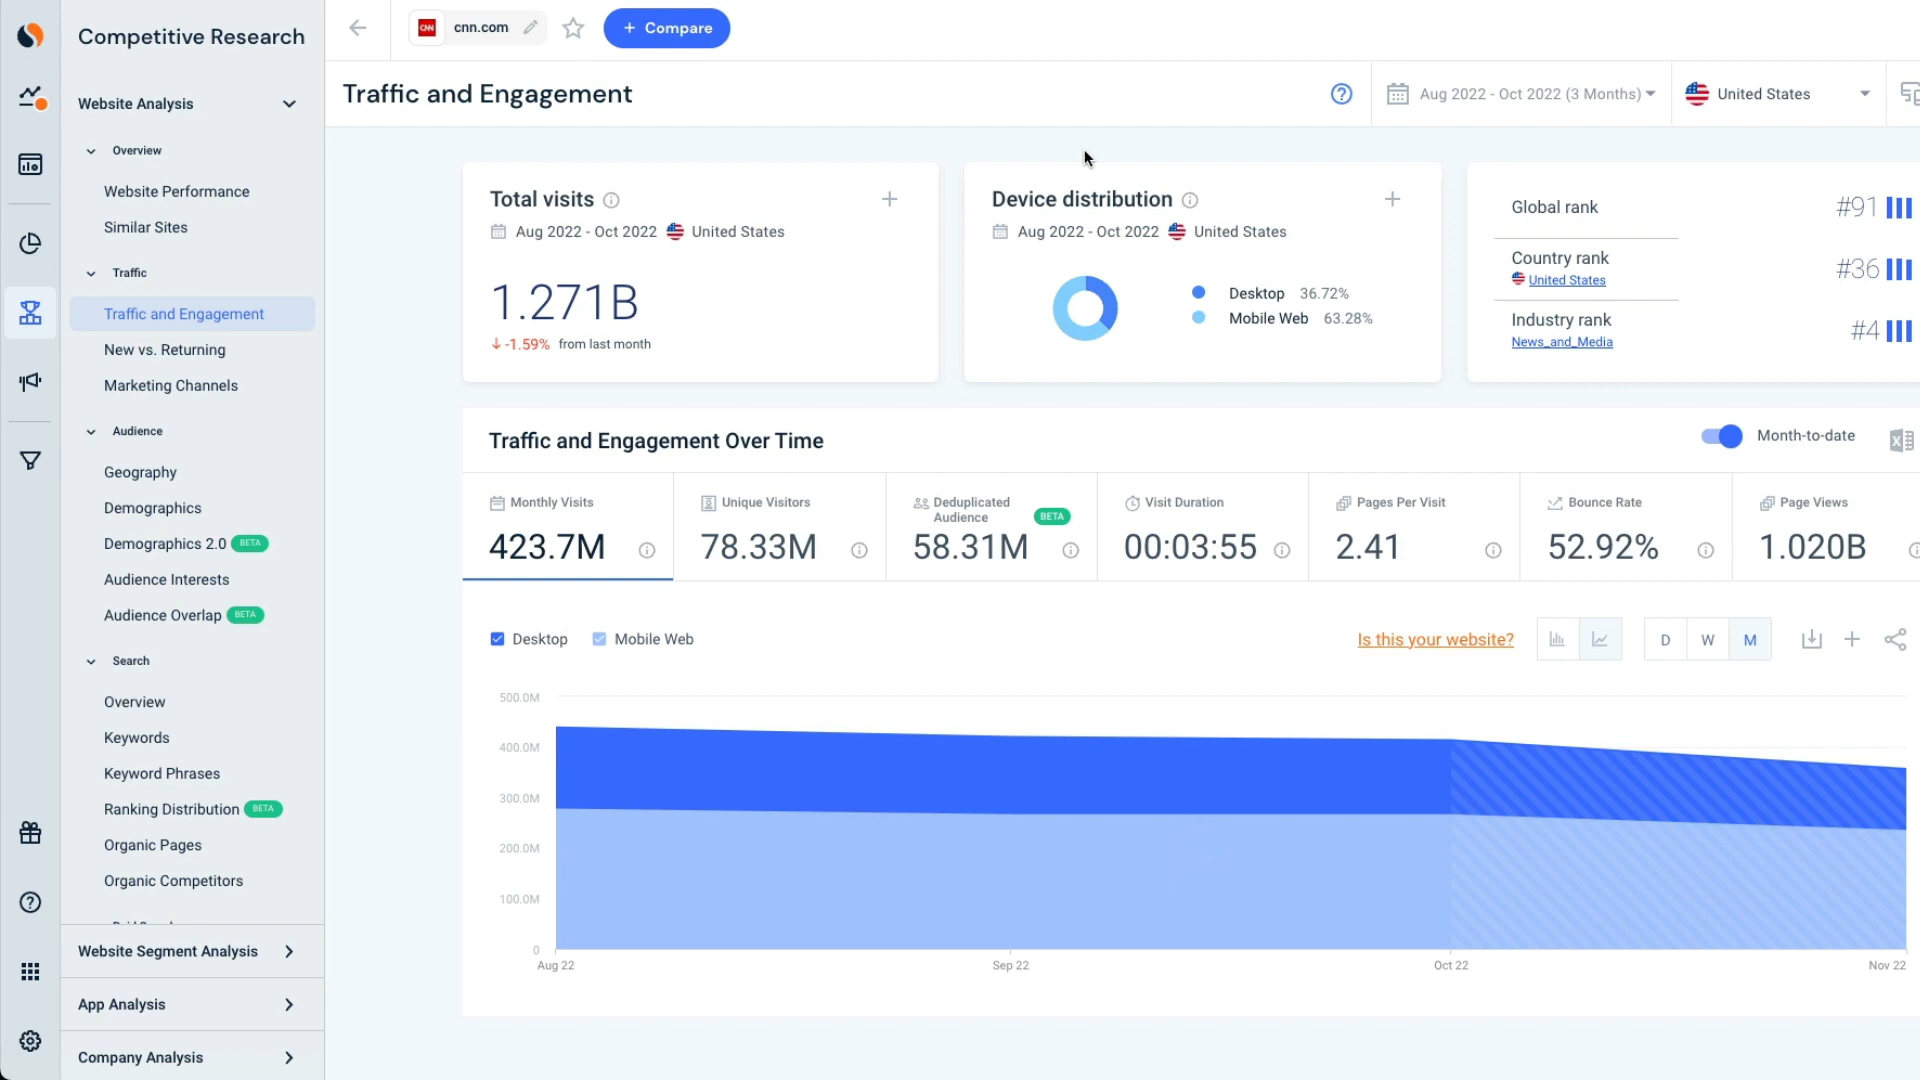 Competitive Research
CNN
cnn.com
+ Compare
Website Analysis
Overview
Website Performance
Similar Sites
Traffic
Traffic and Engagement
New vs. Returning
Marketing Channels
Audience
Geography
Demographics
Demographics 2.0 BETA
Audience Interests
Audience Overlap BETA
Search
Overview
Keywords
Keyword Phrases
Ranking Distribution BETA
Organic Pages
Organic Competitors
Website Segment Analysis
App Analysis
Company Analysis
Traffic and Engagement
Aug 2022 - Oct 2022 (3 Months)
United States
Total visits
Aug 2022 - Oct 2022 United States
1.271B
-1.59% from last month
Device distribution
Aug 2022 - Oct 2022 United States
Desktop 36.72%
Mobile Web 63.28%
Global rank #91
Country rank #36
United States
Industry rank #4
News_and_Media
Traffic and Engagement Over Time
Month-to-date
Monthly Visits
423.7M
Unique Visitors
78.33M
Deduplicated
Audience BETA
58.31M
Visit Duration
00:03:55
Pages Per Visit
2.41
Bounce Rate
52.92%
Page Views
1.020B
Desktop Mobile Web
Is this your website?
D W M
500.0M
400.0M
300.0M
200.0M
100.0M
0
Aug 22 Sep 22 Oct 22 Nov 22